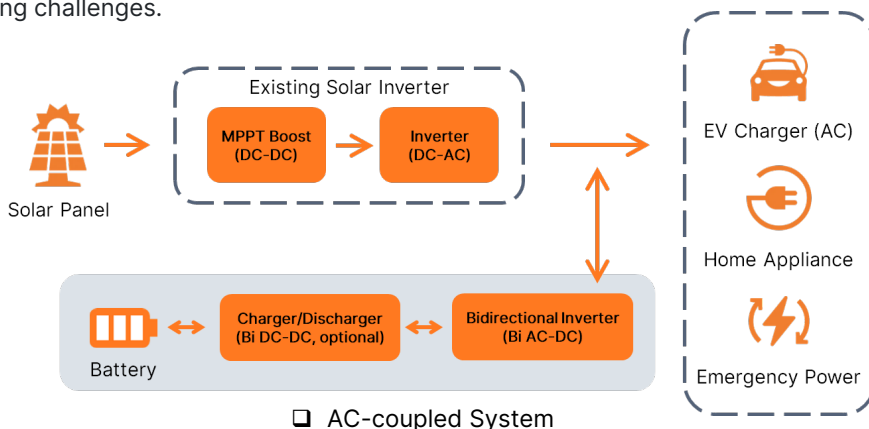 ng challenges.
Existing Solar Inverter
MPPT Boost
(DC-DC)
Inverter
(DC-AC)
Solar Panel
EV Charger (AC)
Home Appliance
Emergency Power
Charger/Discharger
(Bi DC-DC, optional)
Bidirectional Inverter
(Bi AC-DC)
Battery
❑ AC-coupled System